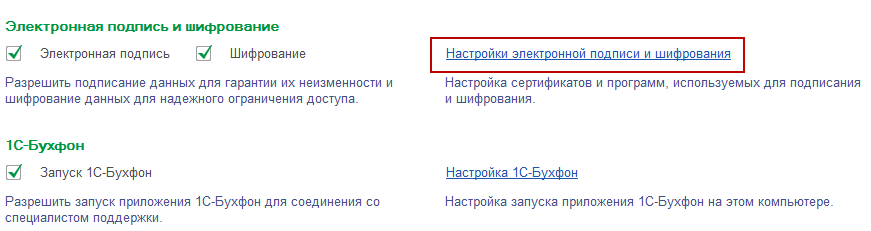 Электронная подпись и шифрование
Электронная подпись Шифрование Настройки электронной подписи и шифрования
Разрешить подписание данных для гарантии их неизменности и
шифрование данных для надежного ограничения доступа.
Настройка сертификатов и программ, используемых для подписания
и шифрования.
1С-Бухфон
Запуск 1С-Бухфон Настройка 1С-Бухфон
Разрешить запуск приложения 1С-Бухфон для соединения со
специалистом поддержки.
Настройка запуска приложения 1С-Бухфон на этом компьютере.